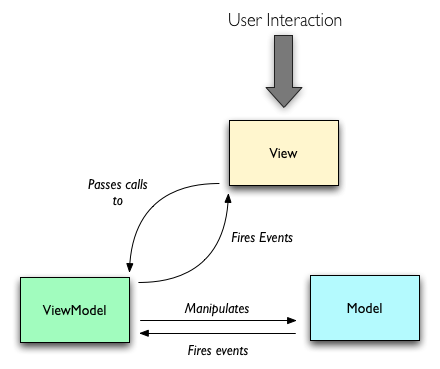 User Interaction
View
Passes calls
to
Fires Events
ViewModel
Manipulates
Model
Fires events